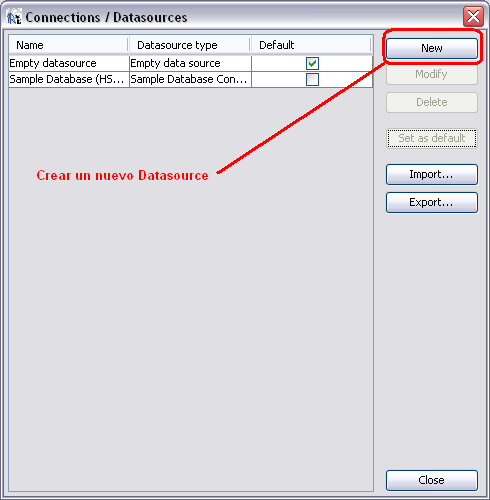 Connections / Datasources
Name Datasource type Default
Empty datasource Empty data source
Sample Database (HS... Sample Database Con...
New
Modify
Delete
Set as default
Import...
Export...
Crear un nuevo Datasource
Close